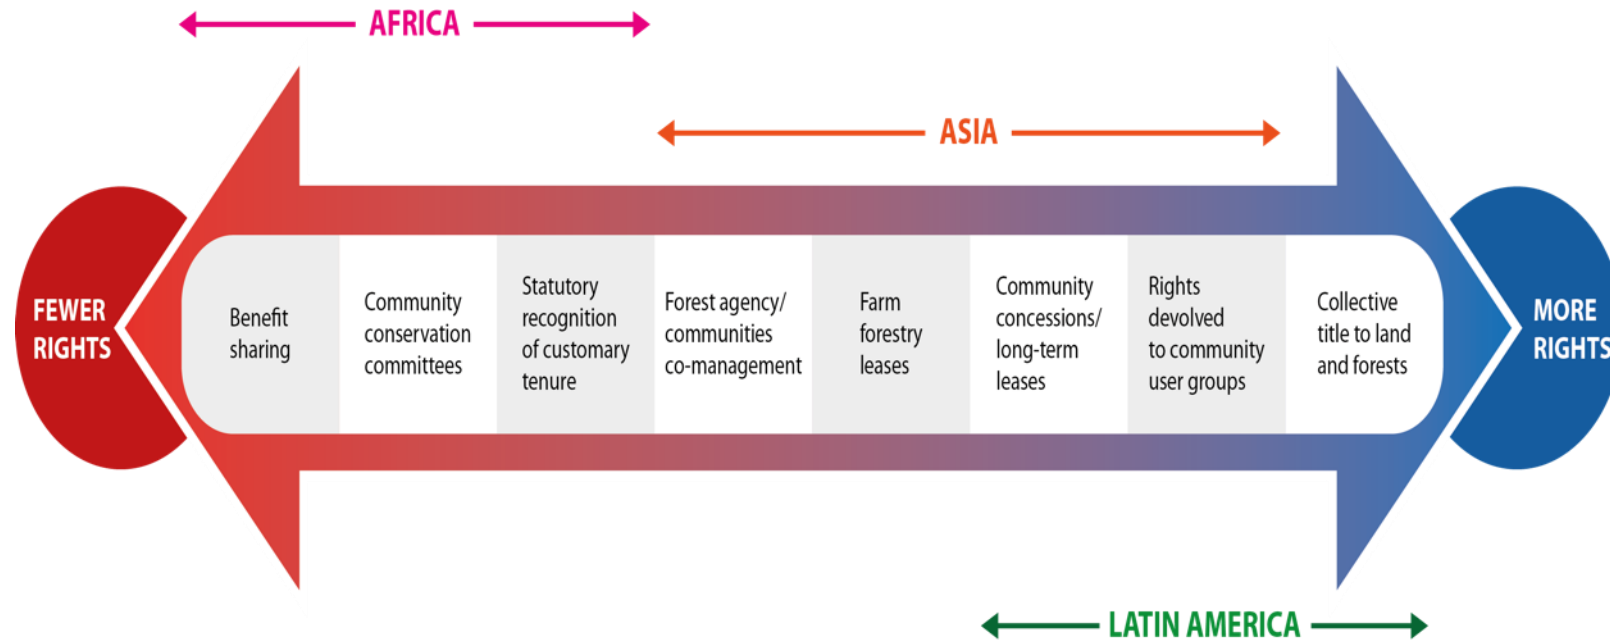 AFRICA
ASIA
FEWER
RIGHTS
Benefit
sharing
Community
conservation
committees
Statutory
recognition
of customary
tenure
Forest agency/
communities
co-management
Farm
forestry
leases
Community
concessions/
long-term
leases
Rights
devolved
to community
user groups
Collective
title to land
and forests
MORE
RIGHTS
LATIN AMERICA